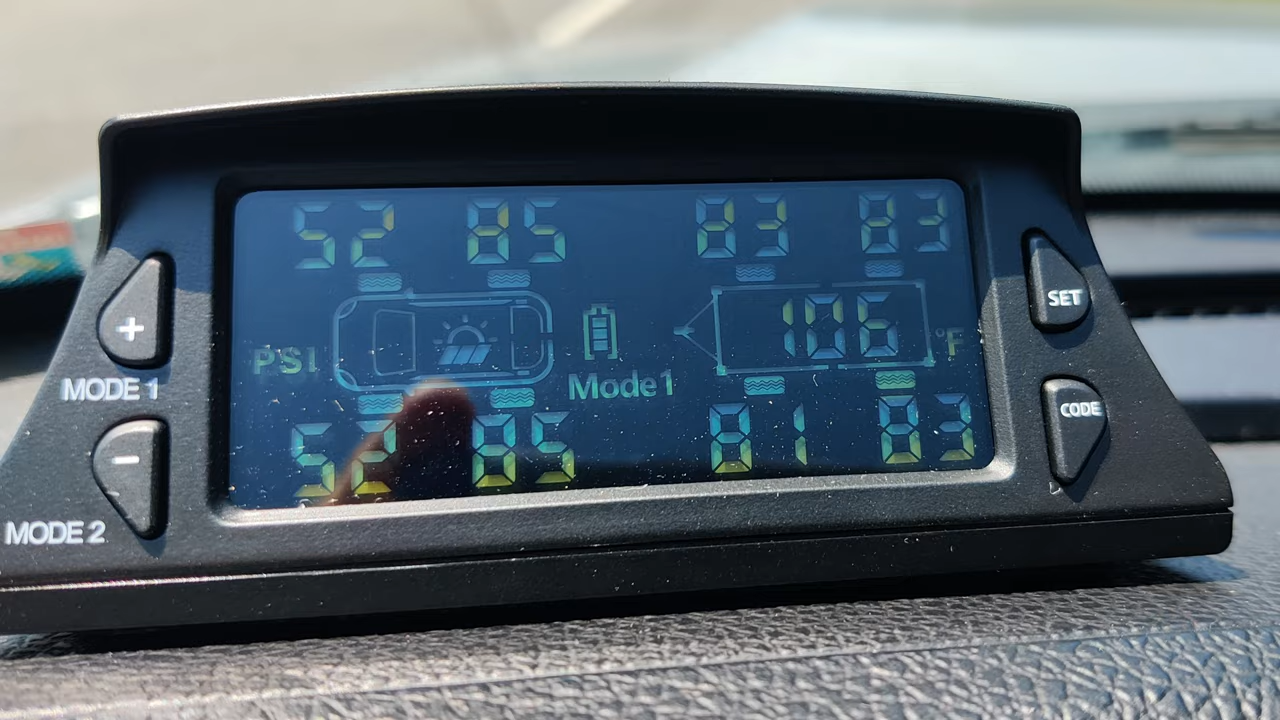 52 85 83 83
+
SET
106 °F
PSI
Mode1
MODE 1
CODE
52 85 81 83
-
MODE 2